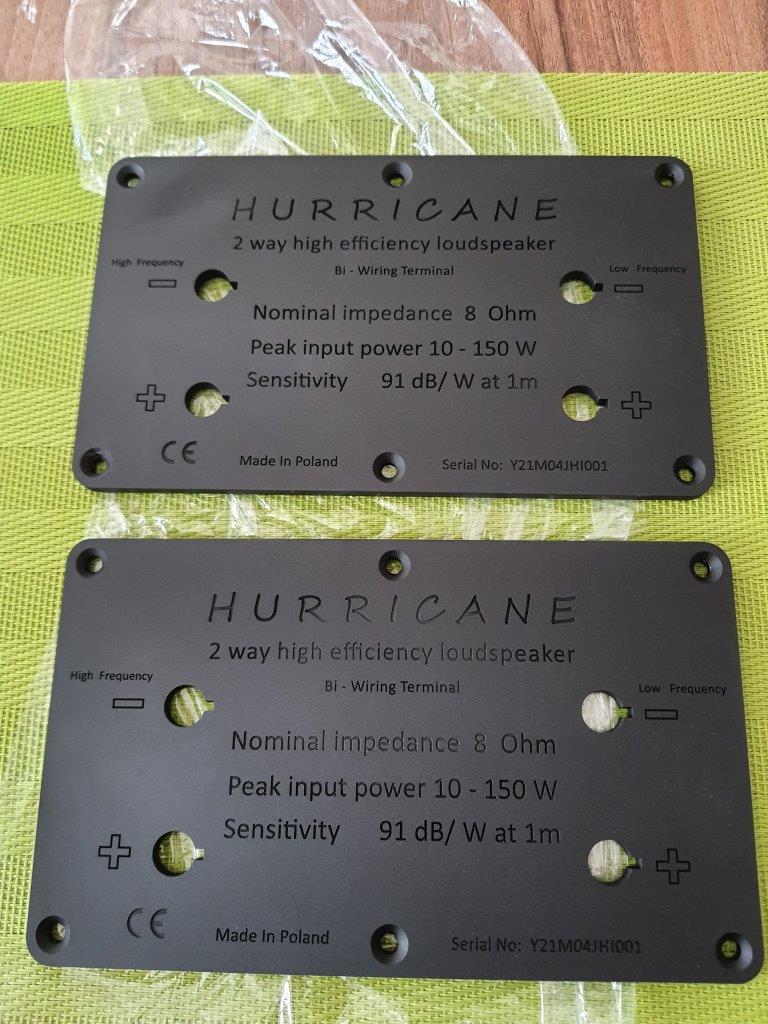 HURRICANE
2 way high efficiency loudspeaker
High Frequency
Bi - Wiring Terminal
Low Frequency
Nominal impedance 8 Ohm
Peak input power 10 - 150 W
Sensitivity 91 dB/ W at 1m
CE
Made In Poland
Serial No: Y21M04JHI001
HURRICANE
2 way high efficiency loudspeaker
High Frequency
Bi - Wiring Terminal
Low Frequency
Nominal impedance 8 Ohm
Peak input power 10 - 150 W
Sensitivity 91 dB/ W at 1m
CE
Made In Poland
Serial No: Y21M04JHI001